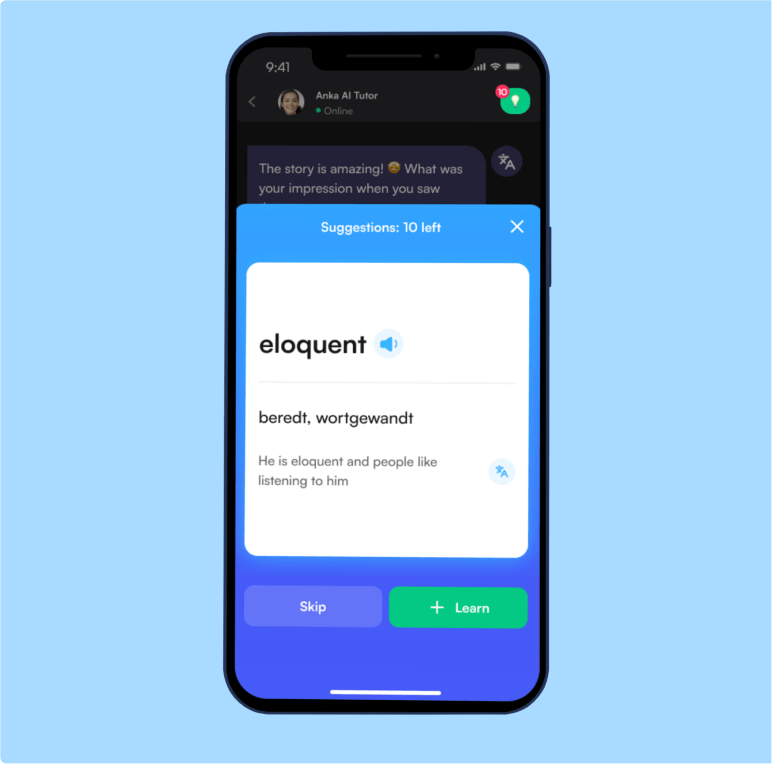 9:41
Anka AI Tutor
Online
10
The story is amazing! 🤩 What was
your impression when you saw
Suggestions: 10 left
eloquent
beredt, wortgewandt
He is eloquent and people like
listening to him
Skip
+ Learn